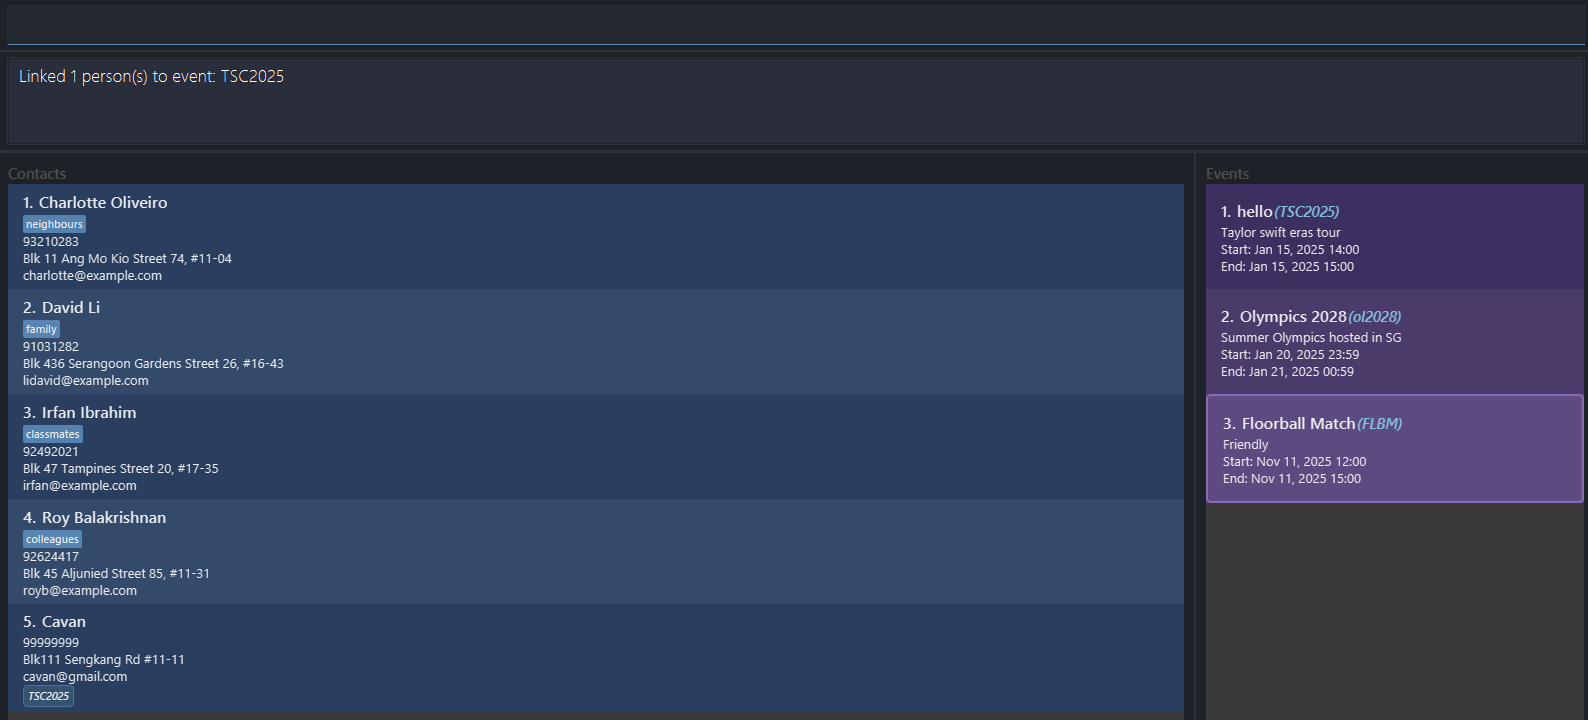 Linked 1 person(s) to event: TSC2025
Contacts
1. Charlotte Oliveiro
neighbours
93210283
Blk 11 Ang Mo Kio Street 74, #11-04
charlotte@example.com
2. David Li
family
91031282
Blk 436 Serangoon Gardens Street 26, #16-43
lidavid@example.com
3. Irfan Ibrahim
classmates
92492021
Blk 47 Tampines Street 20, #17-35
irfan@example.com
4. Roy Balakrishnan
colleagues
92624417
Blk 45 Aljunied Street 85, #11-31
royb@example.com
5. Cavan
99999999
Blk111 Sengkang Rd #11-11
cavan@gmail.com
TSC2025
Events
1. hello(TSC2025)
Taylor swift eras tour
Start: Jan 15, 2025 14:00
End: Jan 15, 2025 15:00
2. Olympics 2028(ol2028)
Summer Olympics hosted in SG
Start: Jan 20, 2025 23:59
End: Jan 21, 2025 00:59
3. Floorball Match(FLBM)
Friendly
Start: Nov 11, 2025 12:00
End: Nov 11, 2025 15:00